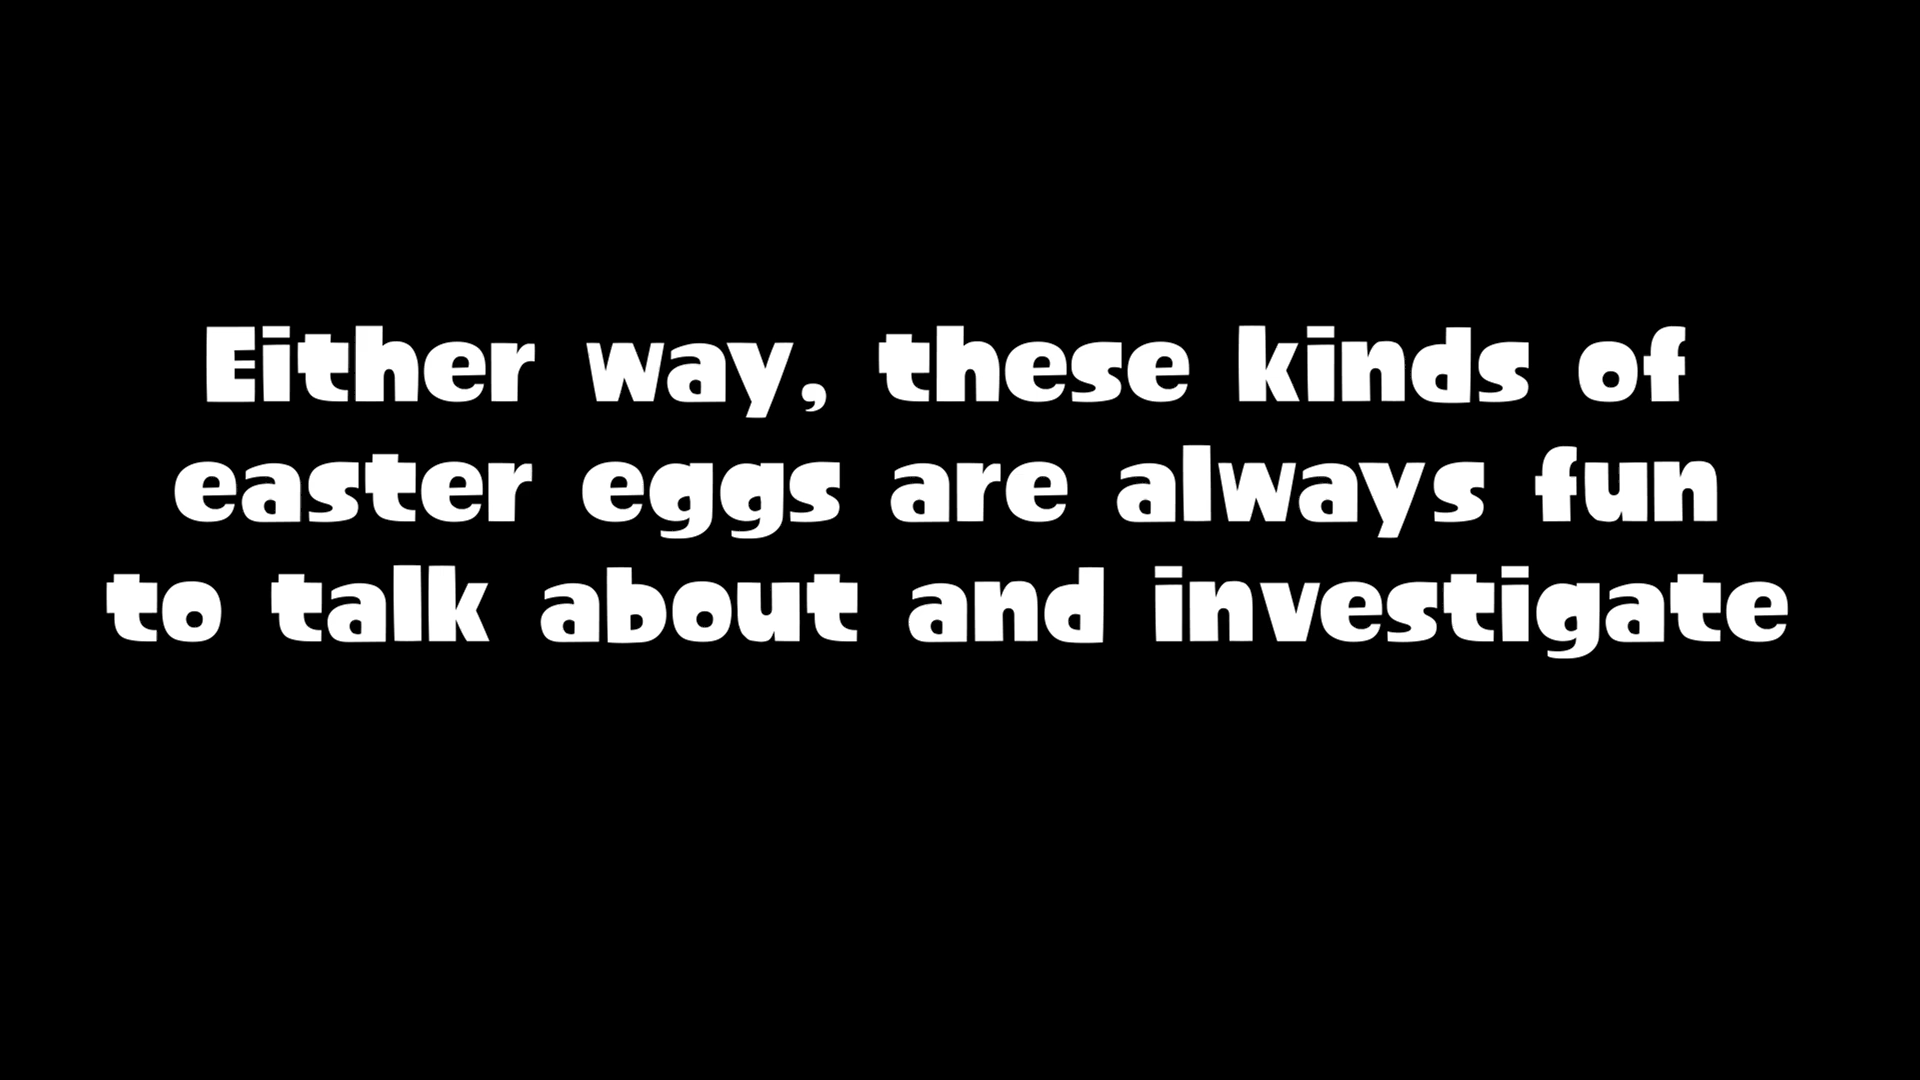 Either way, these kinds of
easter eggs are always fun
to talk about and investigate